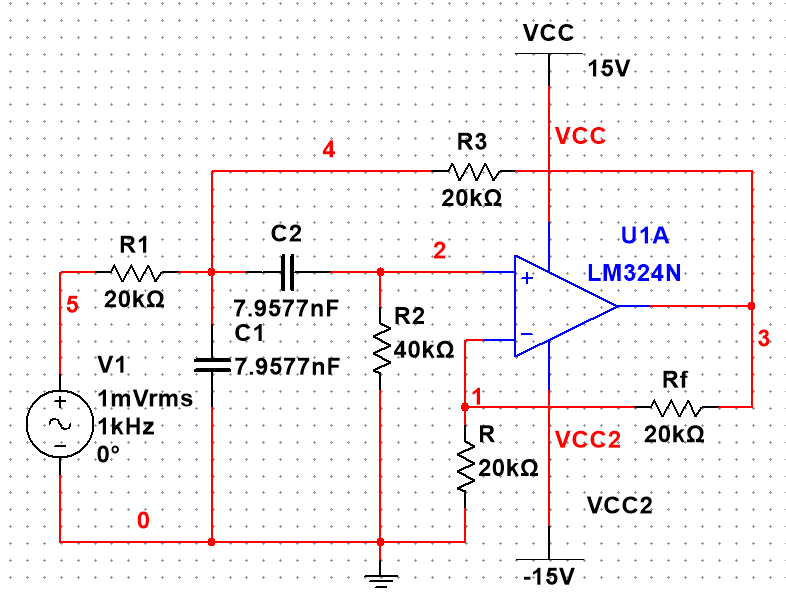 VCC
15V
VCC
4
R3
20kΩ
U1A
LM324N
R1
20kΩ
C2
7.9577nF
2
5
C1
7.9577nF
R2
40kΩ
+
−
3
V1
1mVrms
1kHz
0°
+
−
1
Rf
20kΩ
R
20kΩ
VCC2
VCC2
0
-15V